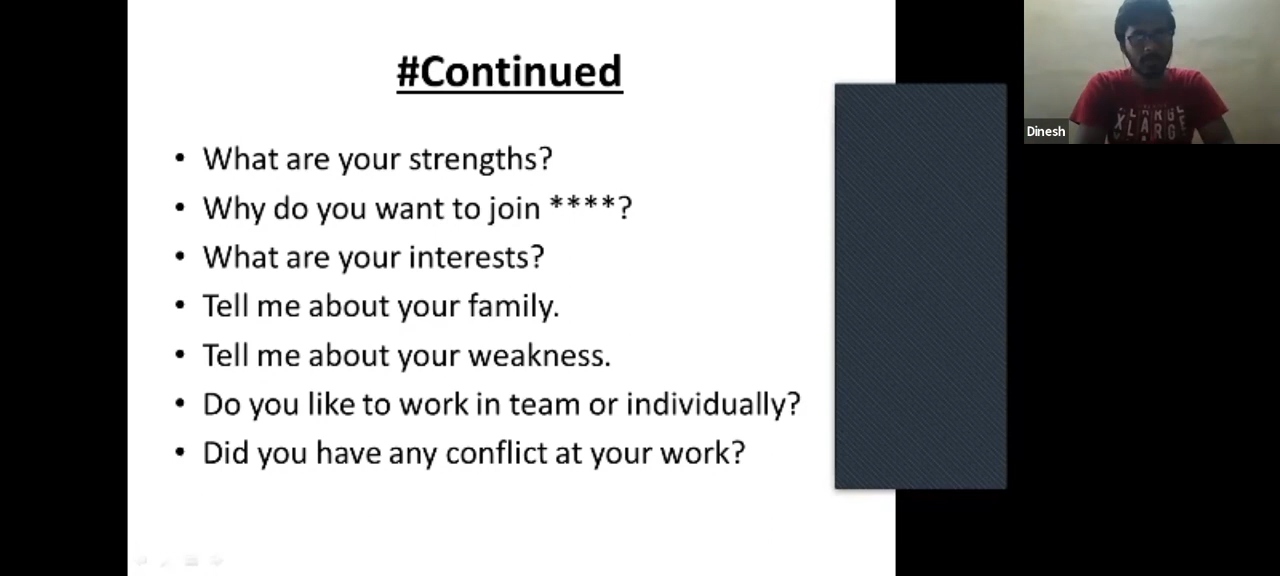 #Continued
• What are your strengths?
• Why do you want to join ****?
• What are your interests?
• Tell me about your family.
• Tell me about your weakness.
• Do you like to work in team or individually?
• Did you have any conflict at your work?
Dinesh
XLARGE